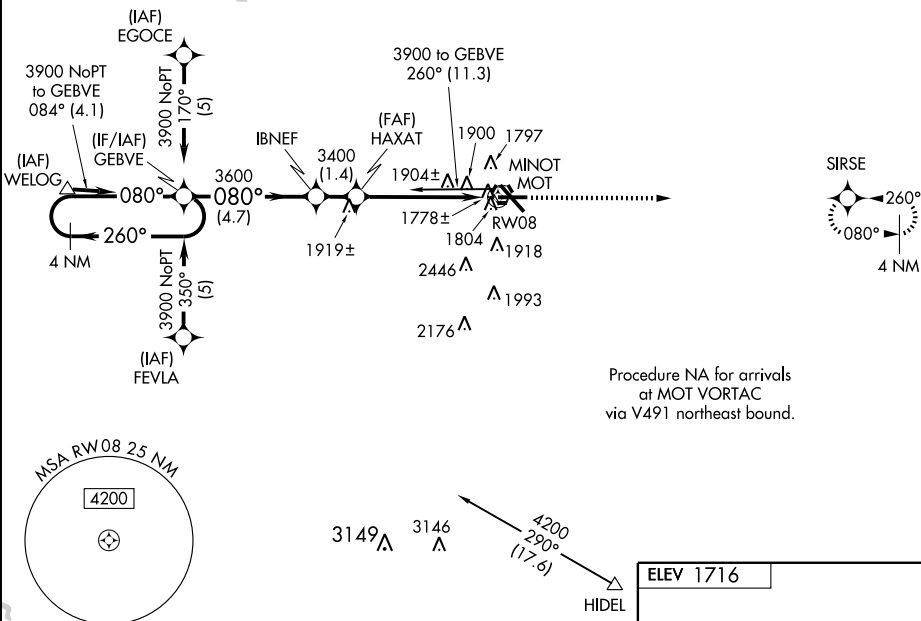 (IAF)
EGOCE
3900 NoPT
to GEBVE
084° (4.1)
3900 NoPT
170°
(5)
3900 to GEBVE
260° (11.3)
(IF/IAF)
GEBVE
IBNEF
(FAF)
HAXAT
1900
1797
(IAF)
WELOG
3600
3400
(1.4)
1904±
MINOT
MOT
SIRSE
080°
080°
(4.7)
1778±
RW08
260°
260°
1919±
1804
080°
4 NM
1918
4 NM
2446
3900 NoPT
350°
(5)
1993
2176
(IAF)
FEVLA
Procedure NA for arrivals
at MOT VORTAC
via V491 northeast bound.
MSA RW08 25 NM
4200
3149
3146
4200
290°
(17.6)
HIDEL
ELEV 1716